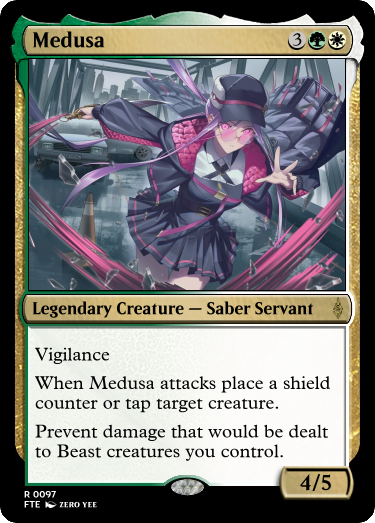 Medusa 3
Legendary Creature — Saber Servant
Vigilance
When Medusa attacks place a shield
counter or tap target creature.
Prevent damage that would be dealt
to Beast creatures you control.
4/5
R 0097
FTE ZERO YEE